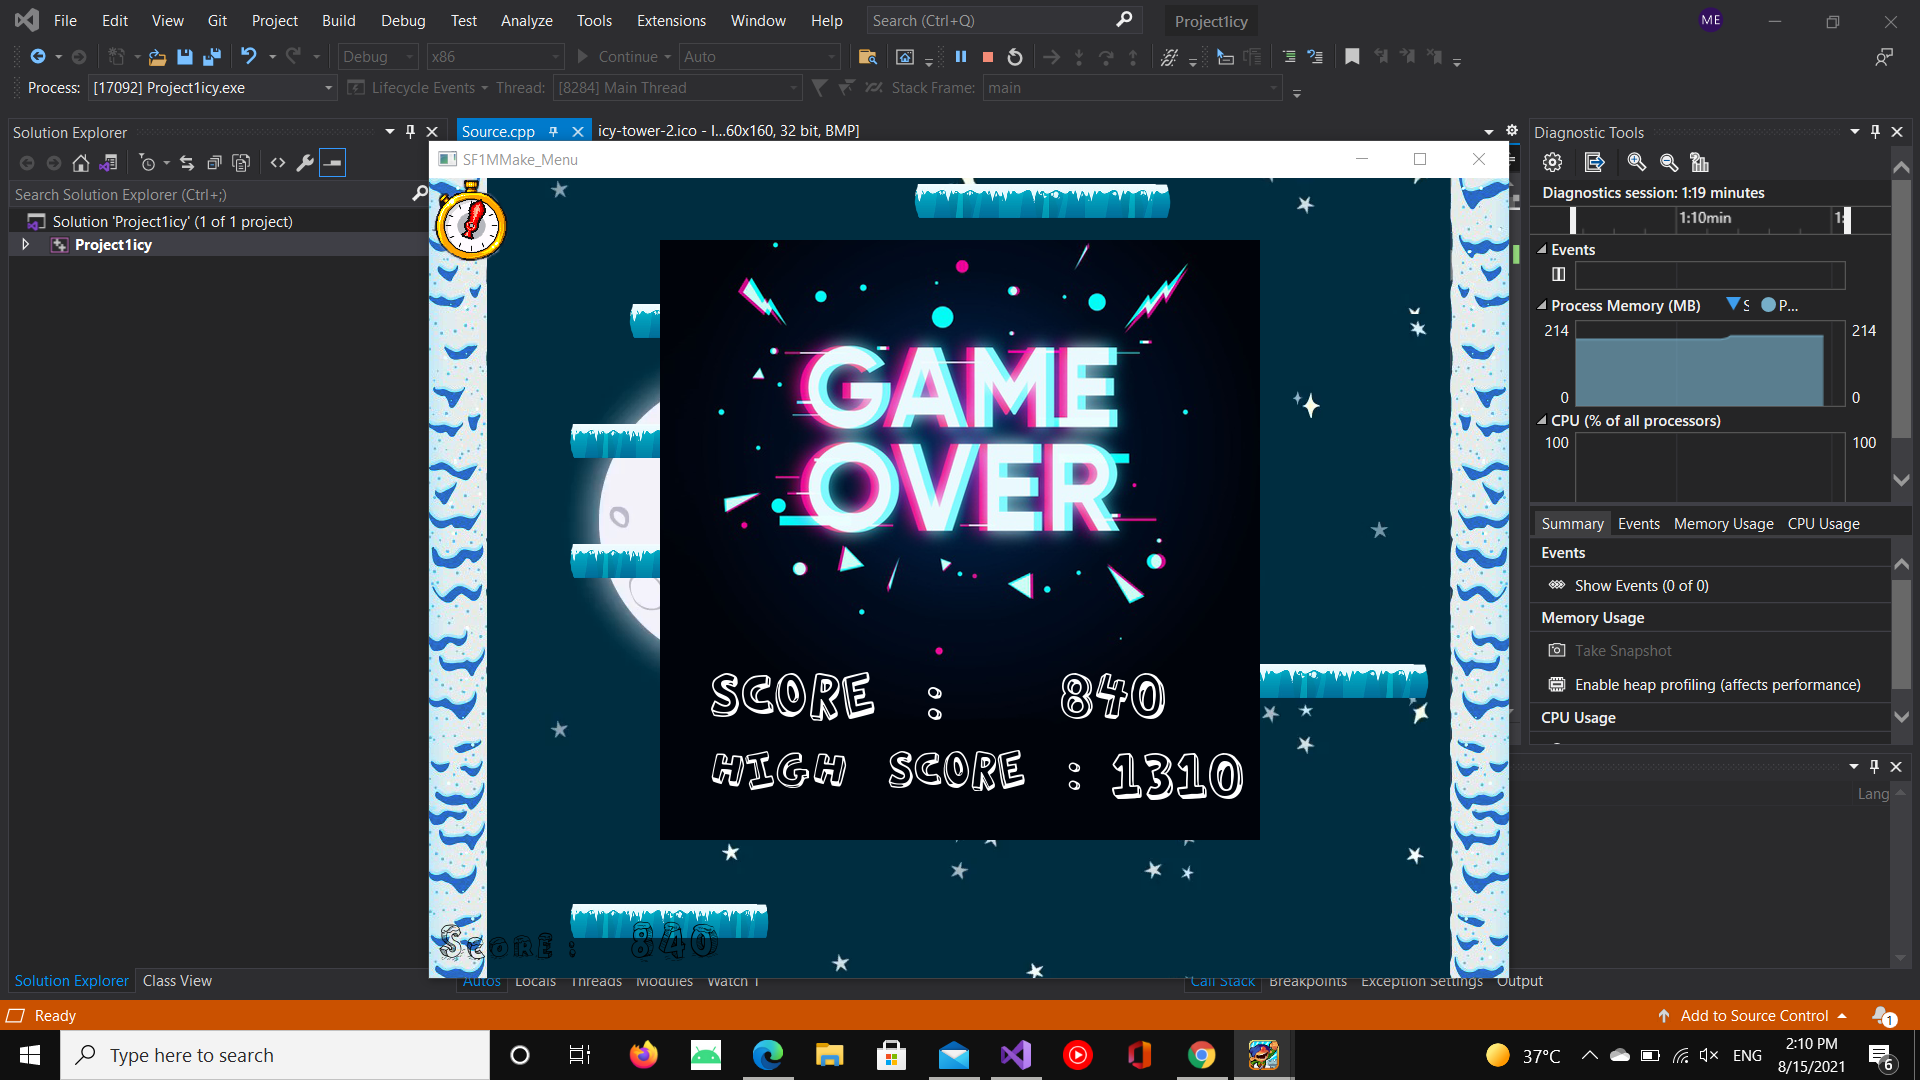 File Edit View Git Project Build Debug Test Analyze Tools Extensions Window Help Search (Ctrl+Q) Project1icy ME
Debug x86 Continue Auto
Process: [17092] Project1icy.exe Lifecycle Events Thread: [8284] Main Thread Stack Frame: main
Solution Explorer
Source.cpp icy-tower-2.ico - I...60x160, 32 bit, BMP]
Search Solution Explorer (Ctrl+;)
Solution 'Project1icy' (1 of 1 project)
Project1icy
SF1MMake_Menu
GAME
OVER
SCORE : 840
HIGH SCORE : 1310
Score: 840
Diagnostic Tools
Diagnostics session: 1:19 minutes
1:10min 1:
Events
Process Memory (MB) S P...
214 214
0 0
CPU (% of all processors)
100 100
Summary Events Memory Usage CPU Usage
Events
Show Events (0 of 0)
Memory Usage
Take Snapshot
Enable heap profiling (affects performance)
CPU Usage
Lang
Solution Explorer Class View
Autos Locals Threads Modules Watch 1
Call Stack Breakpoints Exception Settings Output
Ready
Add to Source Control 1
Type here to search
37°C ENG
2:10 PM
8/15/2021
6